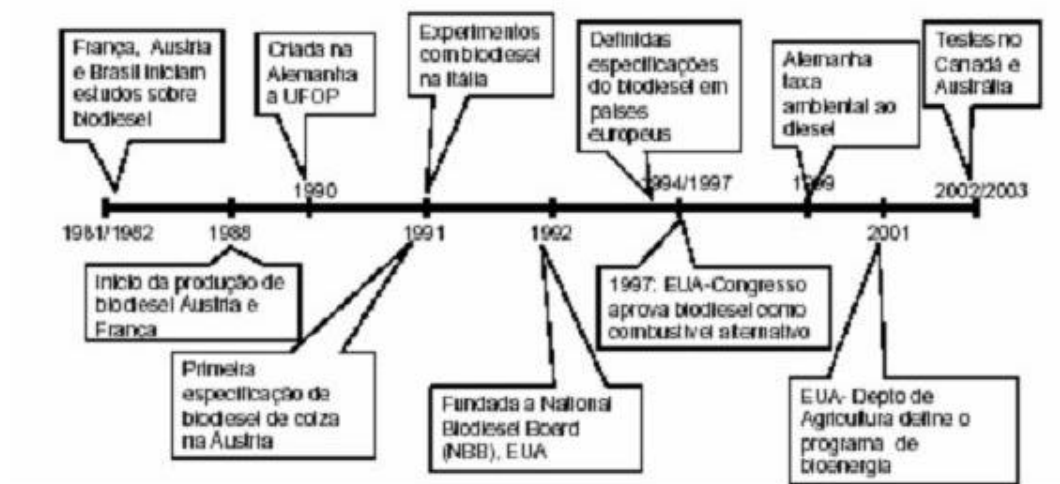 França, Austria
e Brasil iniciam
estudos sobre
biodiesel
Criada na
Alemanha
a UFOP
Experimentos
com biodiesel
na Itália
Definidas
especificações
do biodiesel em
países
europeus
Alemanha
taxa
ambiental ao
diesel
Testes no
Canadá e
Austrália
1990
1994/1997
1999
2002/2003
1981/1982
1988
1991
1992
2001
Início da produção de
biodiesel Áustria e
França
Primeira
especificação de
biodiesel de colza
na Áustria
Fundada a National
Biodiesel Board
(NBB), EUA
1997: EUA-Congresso
aprova biodiesel como
combustível alternativo
EUA- Depto de
Agricultura define o
programa de
bioenergia